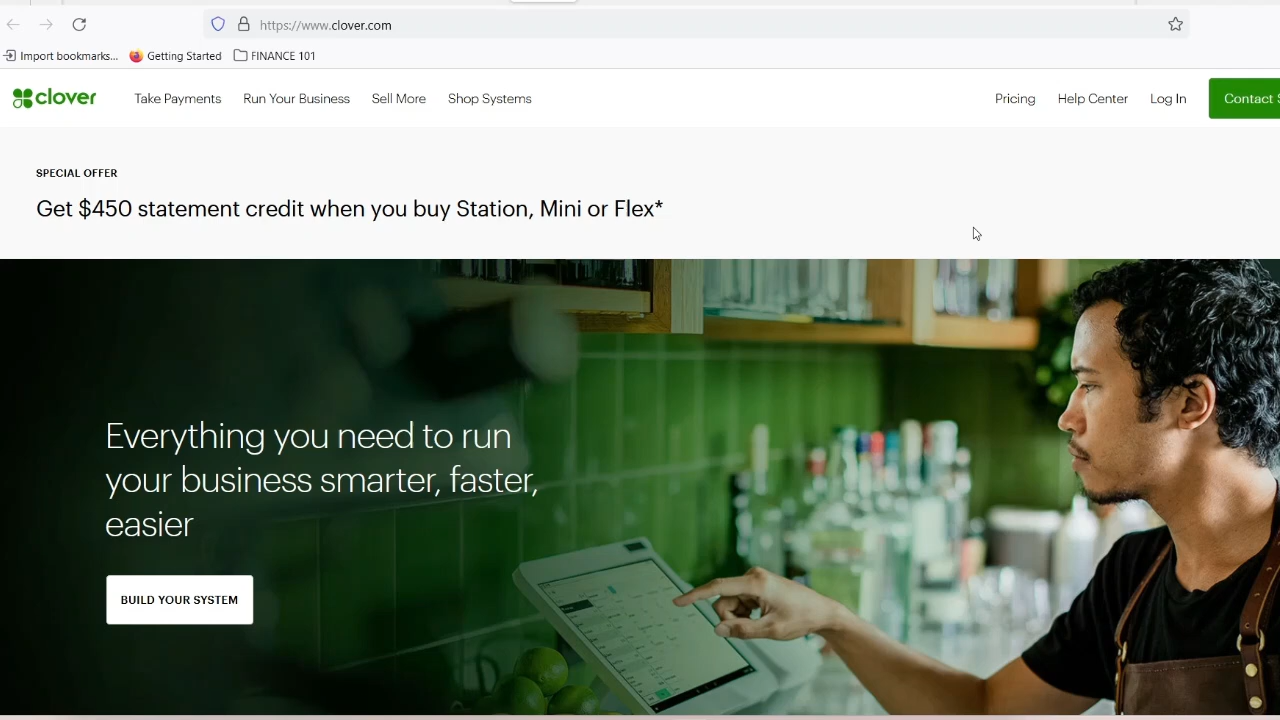 https://www.clover.com
Import bookmarks...
Getting Started
FINANCE 101
clover
Take Payments
Run Your Business
Sell More
Shop Systems
Pricing
Help Center
Log In
Contact
SPECIAL OFFER
Get $450 statement credit when you buy Station, Mini or Flex*
Everything you need to run
your business smarter, faster,
easier
BUILD YOUR SYSTEM